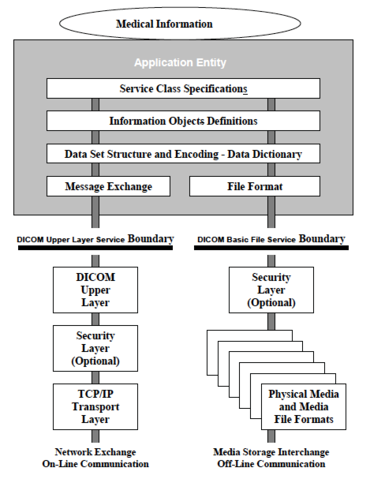 Medical Information
Application Entity
Service Class Specifications
Information Objects Definitions
Data Set Structure and Encoding - Data Dictionary
Message Exchange
File Format
DICOM Upper Layer Service Boundary
DICOM Basic File Service Boundary
DICOM
Upper
Layer
Security
Layer
(Optional)
Security
Layer
(Optional)
TCP/IP
Transport
Layer
Physical Media
and Media
File Formats
Network Exchange
On-Line Communication
Media Storage Interchange
Off-Line Communication